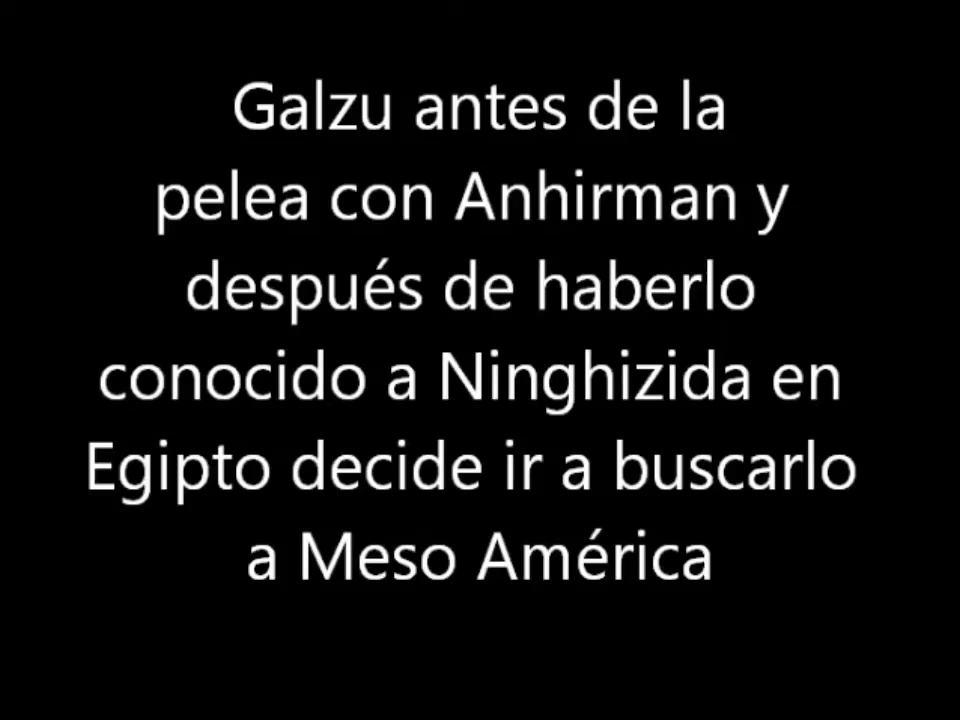 Galzu antes de la
pelea con Anhirman y
después de haberlo
conocido a Ninghizida en
Egipto decide ir a buscarlo
a Meso América